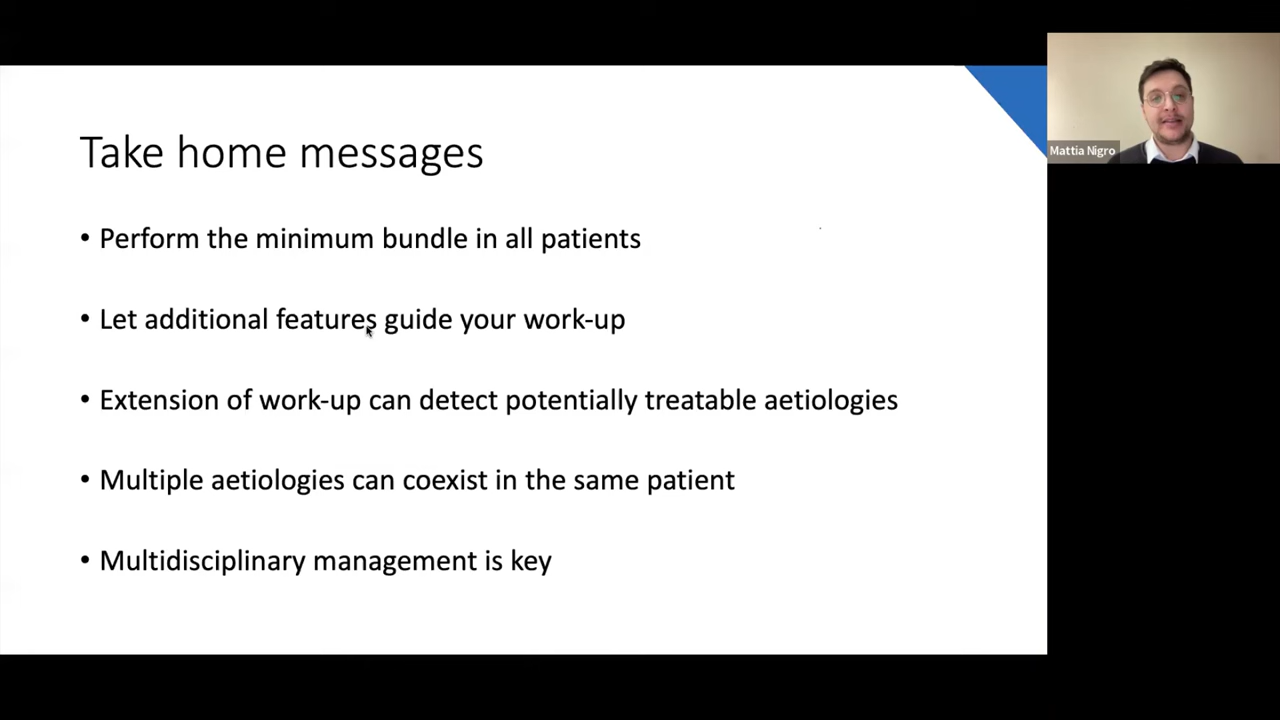 Take home messages
• Perform the minimum bundle in all patients
• Let additional features guide your work-up
• Extension of work-up can detect potentially treatable aetiologies
• Multiple aetiologies can coexist in the same patient
• Multidisciplinary management is key
Mattia Nigro